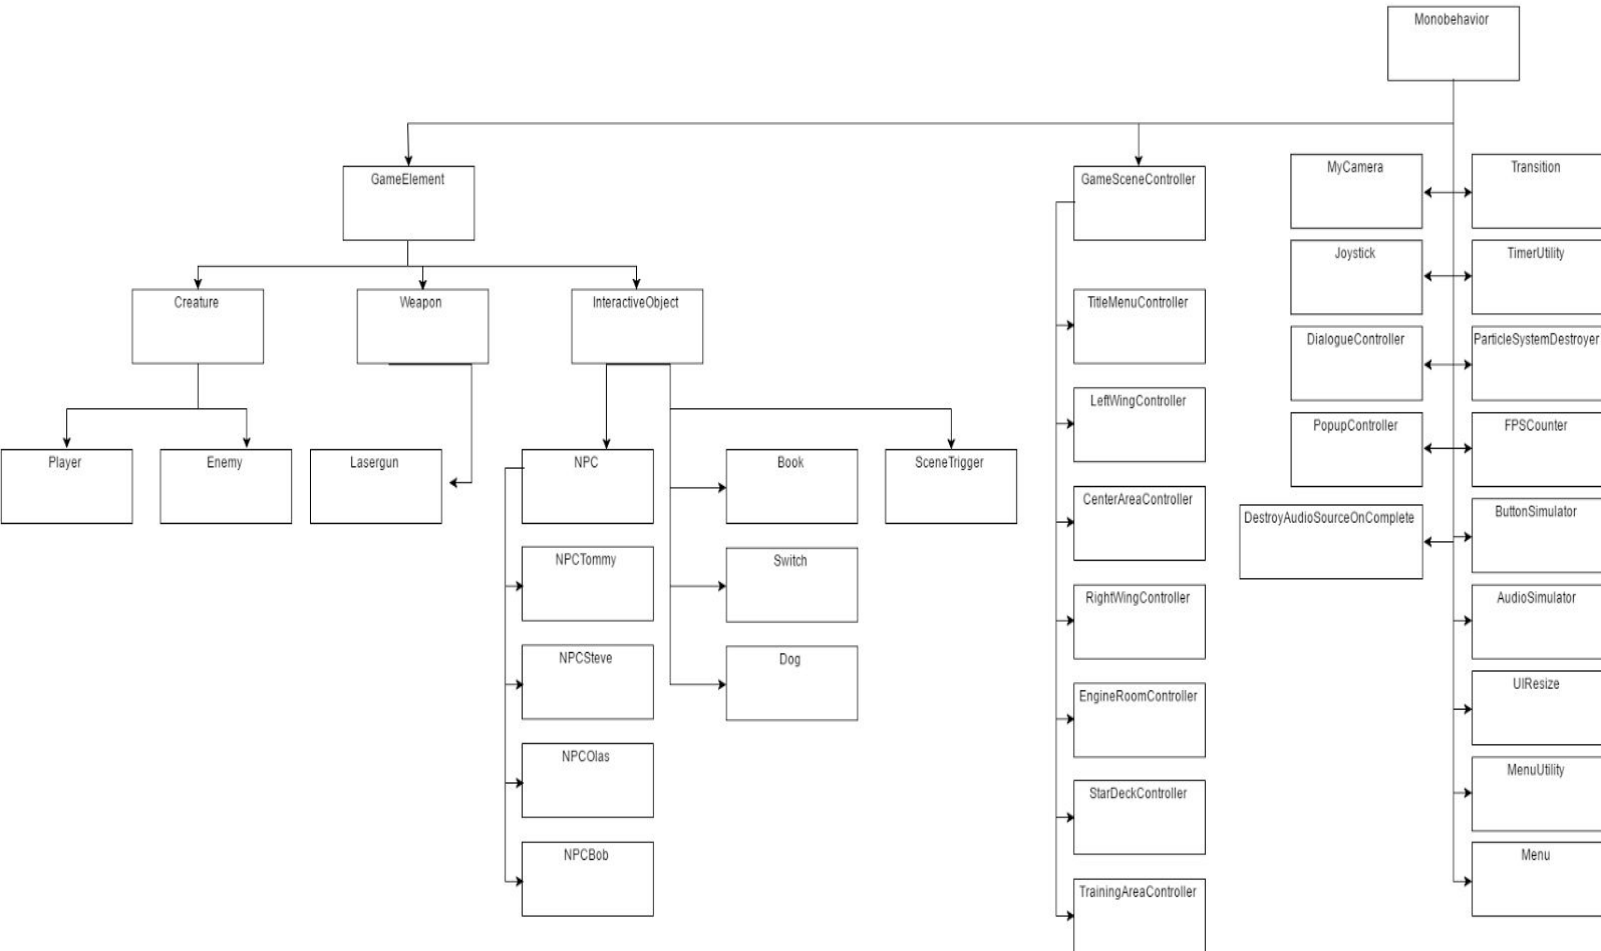 Monobehavior
GameElement
GameSceneController
MyCamera
Transition
Joystick
TimerUtility
Creature
Weapon
InteractiveObject
TitleMenuController
DialogueController
ParticleSystemDestroyer
LeftWingController
PopupController
FPSCounter
Player
Enemy
Lasergun
NPC
Book
SceneTrigger
CenterAreaController
DestroyAudioSourceOnComplete
ButtonSimulator
NPCTommy
Switch
RightWingController
AudioSimulator
NPCSteve
Dog
EngineRoomController
UIResize
NPCOlas
StarDeckController
MenuUtility
NPCBob
TrainingAreaController
Menu